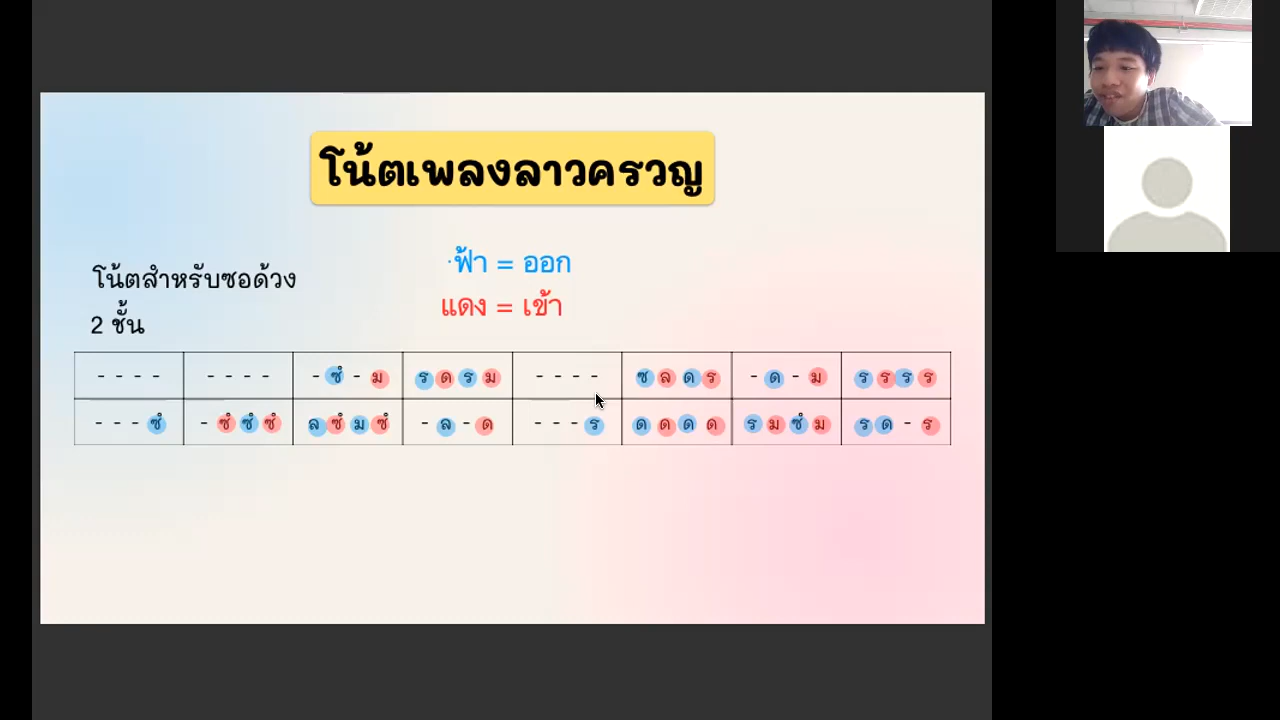 โน้ตเพลงลาวครวญ
โน้ตสำหรับซอด้วง
2 ชั้น
ฟ้า = ออก
แดง = เข้า
- - - - - - - - - ซํ - ม ร ด ร ม - - - - ซ ล ด ร - ด - ม ร ร ร ร
- - - ซํ - ซํ ซํ ซํ ล ซํ ม ซํ - ล - ด - - - ร ด ด ด ด ร ม ซํ ม ร ด - ร